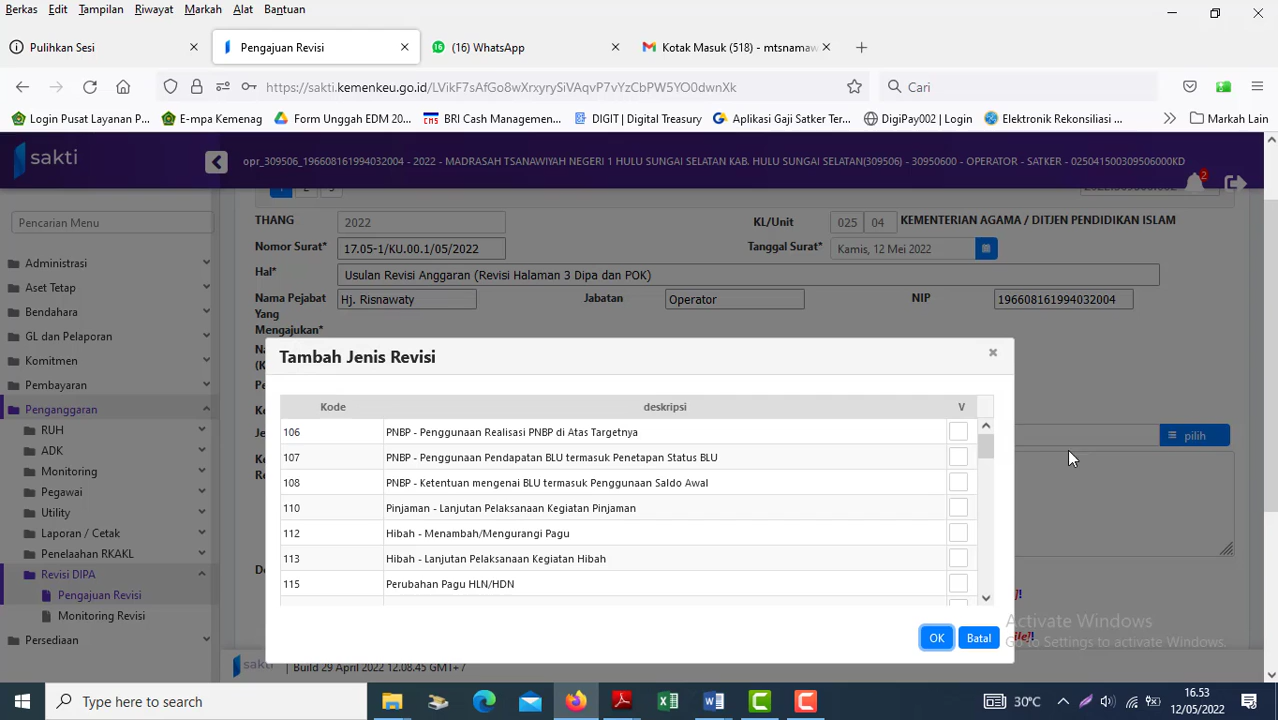 Berkas Edit Tampilan Riwayat Markah Alat Bantuan
Pulihkan Sesi × Pengajuan Revisi × (16) WhatsApp × Kotak Masuk (518) - mtsnamaw ×
https://sakti.kemenkeu.go.id/LVikF7sAfGo8wXrxyrySiVAqvP7vYzCbPW5YO0dwnXk Cari
Login Pusat Layanan P... E-mpa Kemenag Form Unggah EDM 20... BRI Cash Managemen... DIGIT | Digital Treasury Aplikasi Gaji Satker Ter... DigiPay002 | Login Elektronik Rekonsiliasi ... Markah Lain
sakti opr_309506_196608161994032004 - 2022 - MADRASAH TSANAWIYAH NEGERI 1 HULU SUNGAI SELATAN KAB. HULU SUNGAI SELATAN(309506) - 30950600 - OPERATOR - SATKER - 025041500309506000KD
2
Pencarian Menu
Administrasi
Aset Tetap
Bendahara
GL dan Pelaporan
Komitmen
Pembayaran
Penganggaran
RUH
ADK
Monitoring
Pegawai
Utility
Laporan / Cetak
Penelaahan RKAKL
Revisi DIPA
Pengajuan Revisi
Monitoring Revisi
Persediaan
THANG 2022 KL/Unit 025 04 KEMENTERIAN AGAMA / DITJEN PENDIDIKAN ISLAM
Nomor Surat* 17.05-1/KU.00.1/05/2022 Tanggal Surat* Kamis, 12 Mei 2022
Hal* Usulan Revisi Anggaran (Revisi Halaman 3 Dipa dan POK)
Nama Pejabat Yang Mengajukan* Hj. Risnawaty Jabatan Operator NIP 196608161994032004
pilih
Tambah Jenis Revisi ×
Kode deskripsi V
106 PNBP - Penggunaan Realisasi PNBP di Atas Targetnya
107 PNBP - Penggunaan Pendapatan BLU termasuk Penetapan Status BLU
108 PNBP - Ketentuan mengenai BLU termasuk Penggunaan Saldo Awal
110 Pinjaman - Lanjutan Pelaksanaan Kegiatan Pinjaman
112 Hibah - Menambah/Mengurangi Pagu
113 Hibah - Lanjutan Pelaksanaan Kegiatan Hibah
115 Perubahan Pagu HLN/HDN
OK Batal
Activate Windows
Go to Settings to activate Windows.
sakti Build 29 April 2022 12.08.45 GMT+7
Type here to search 30°C 16.53
12/05/2022